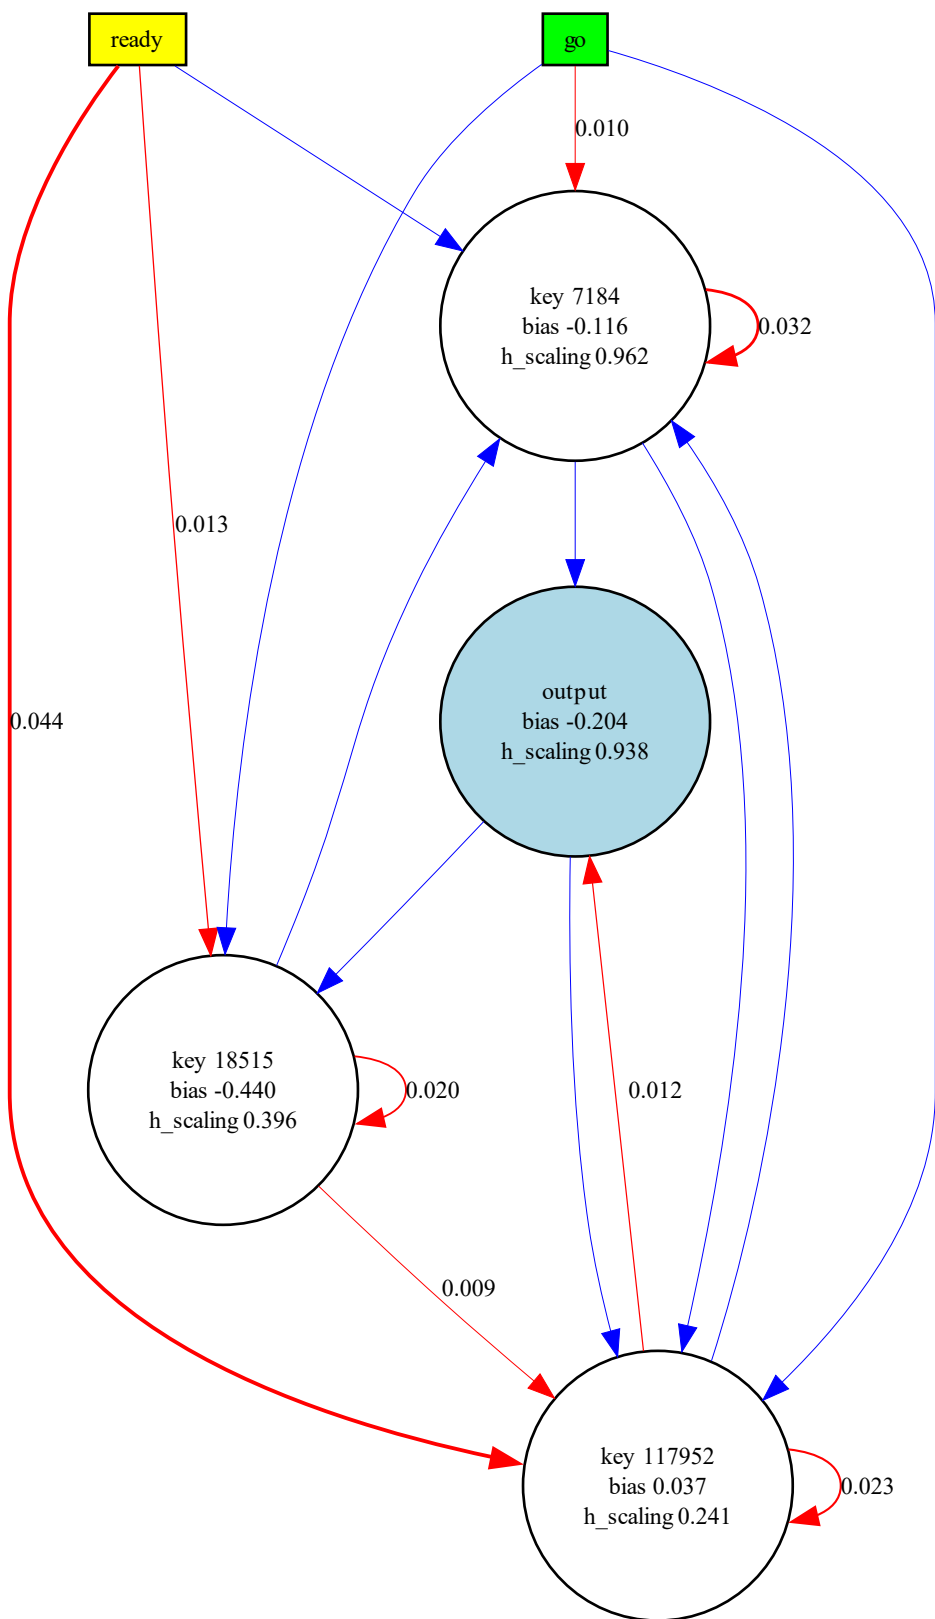 ready
go
0.010
key 7184
bias -0.116
h_scaling 0.962
0.032
0.013
output
bias -0.204
h_scaling 0.938
0.044
key 18515
bias -0.440
h_scaling 0.396
0.020
0.012
0.009
key 117952
bias 0.037
h_scaling 0.241
0.023